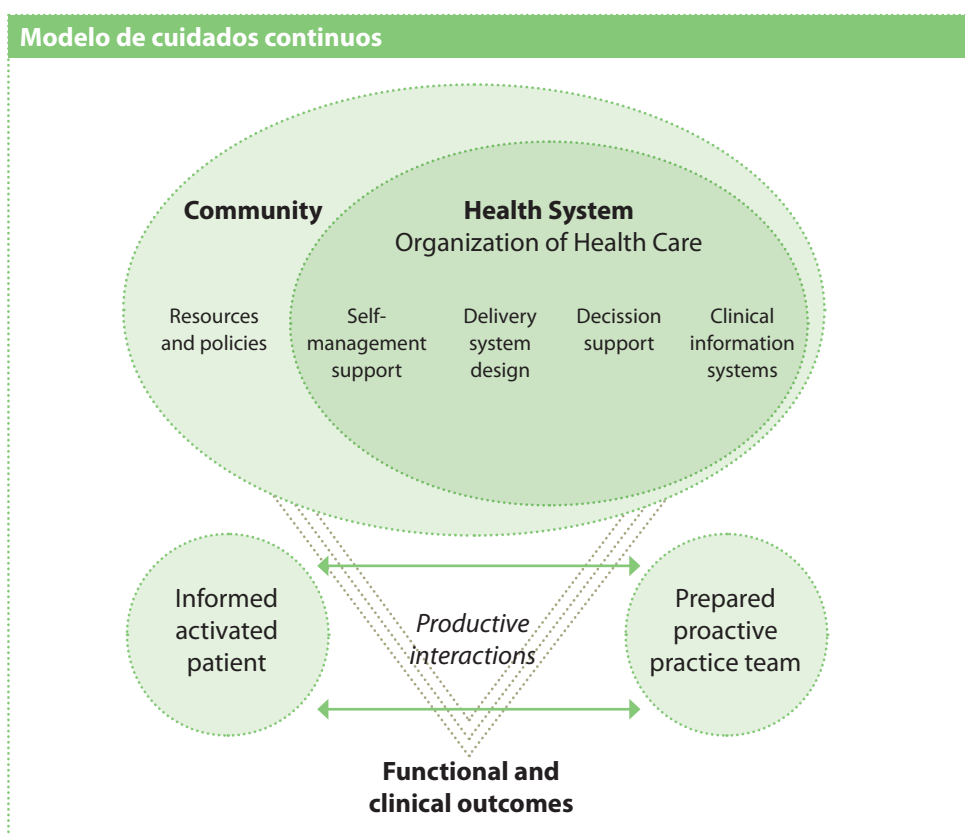 Modelo de cuidados continuos
Community
Health System
Organization of Health Care
Resources
and policies
Self-
management
support
Delivery
system
design
Decission
support
Clinical
information
systems
Informed
activated
patient
Productive
interactions
Prepared
proactive
practice team
Functional and
clinical outcomes